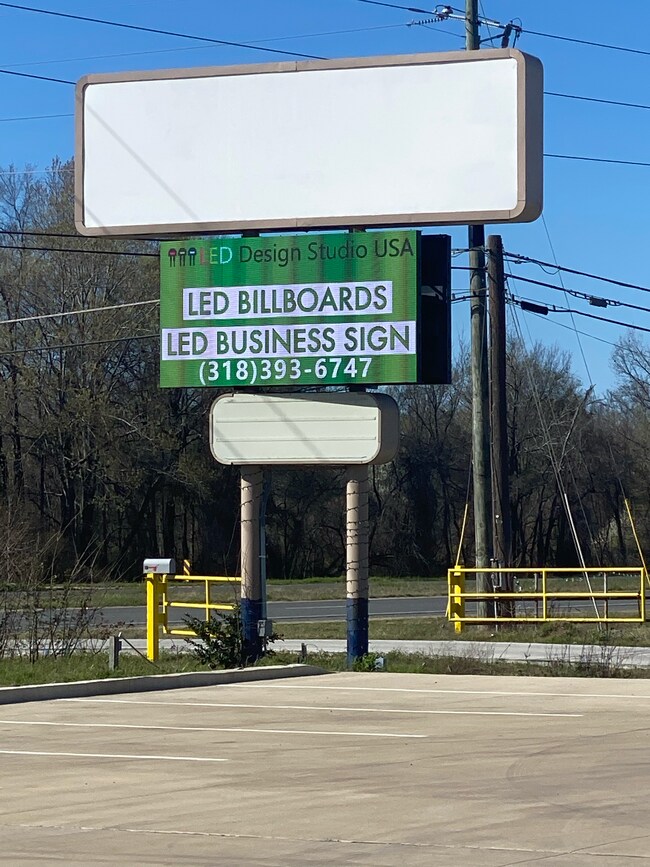 LED Design Studio USA
LED BILLBOARDS
LED BUSINESS SIGN
(318)393-6747